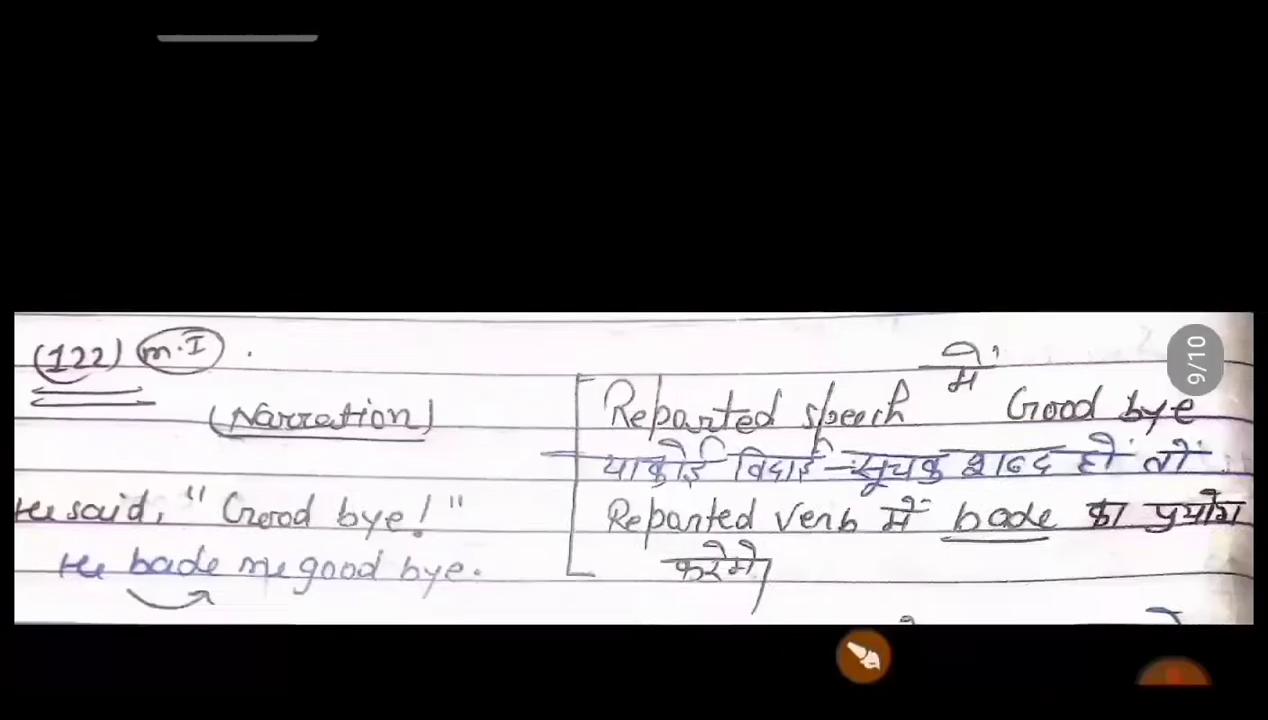 (122) m.I.
(Narration)
He said, "Good bye!"
He bade me good bye.
Reported speech में Good bye
या कोई विदाई-सूचक शब्द हो तो
Reported verb में bade का प्रयोग
करेंगे
9/10